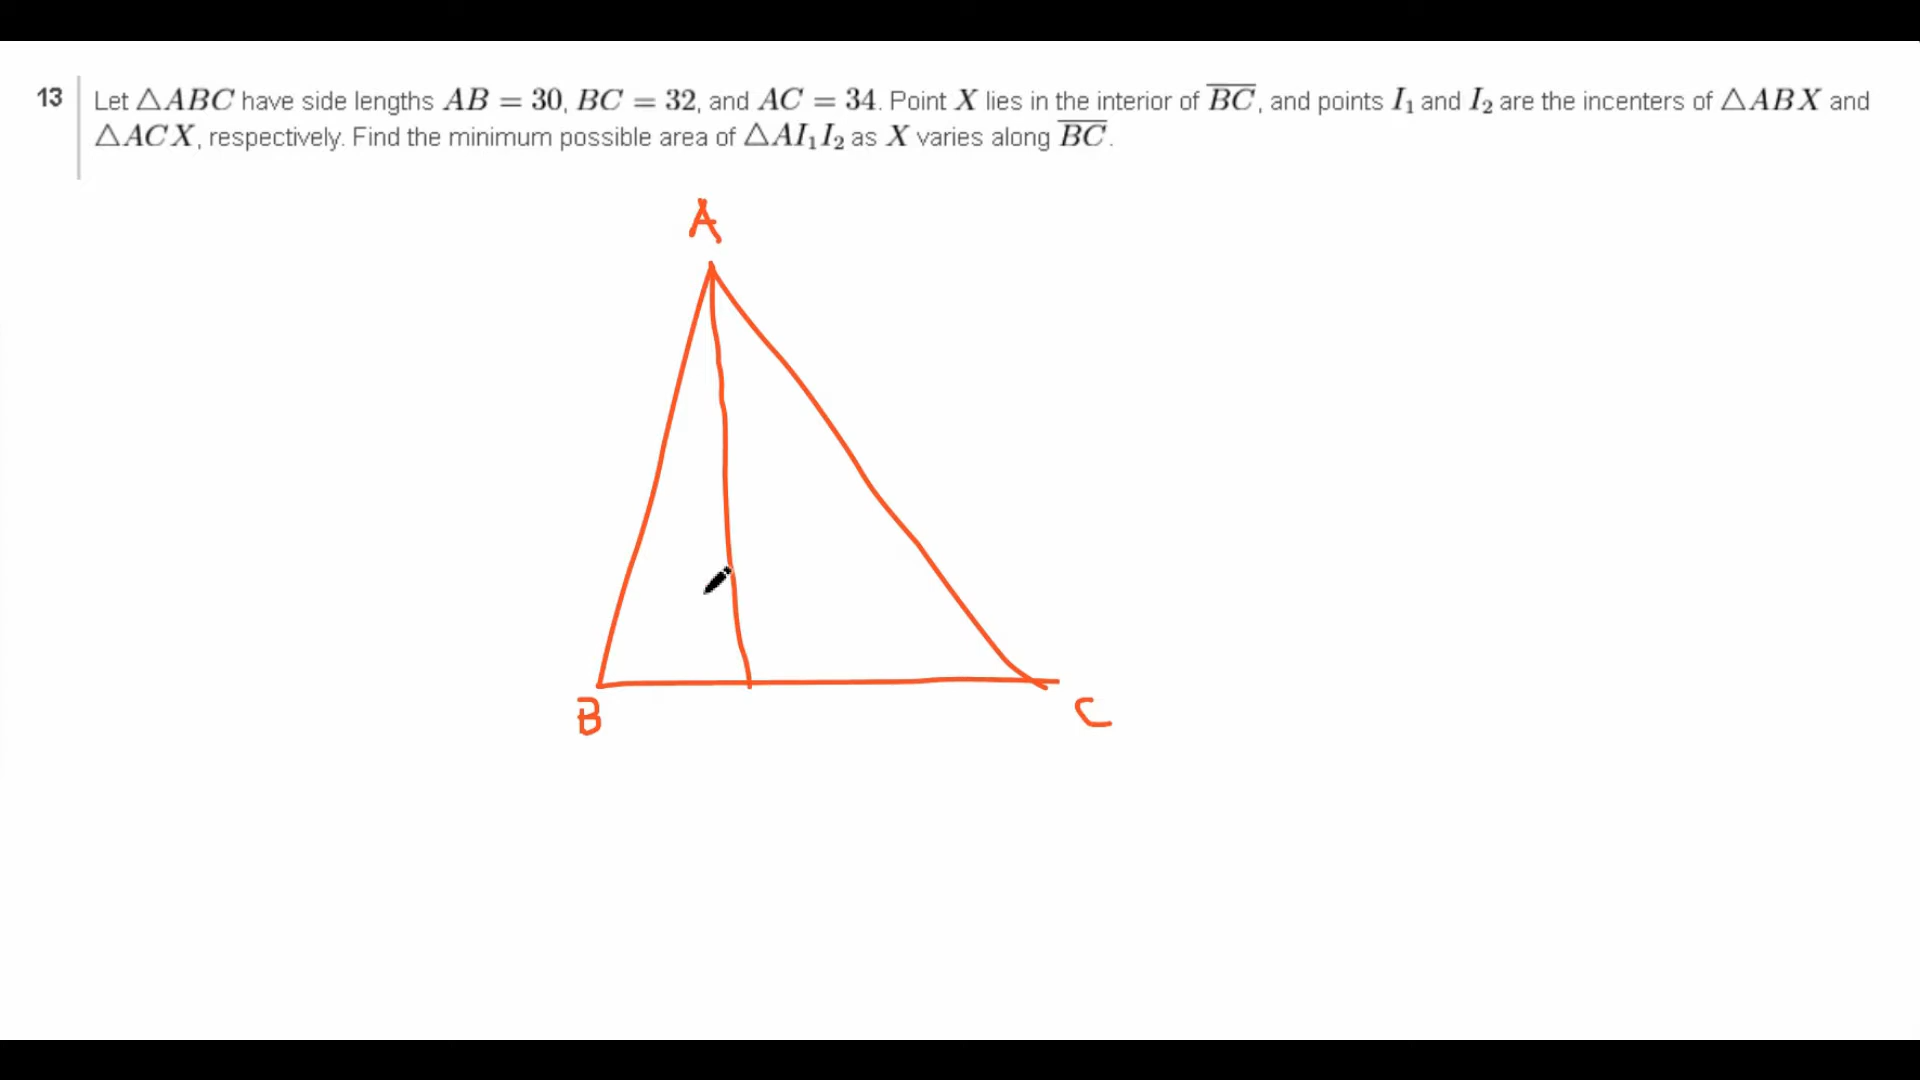 13 Let △ABC have side lengths AB = 30, BC = 32, and AC = 34. Point X lies in the interior of \overline{BC}, and points I₁ and I₂ are the incenters of △ABX and
△ACX, respectively. Find the minimum possible area of △AI₁I₂ as X varies along \overline{BC}.
A
B C